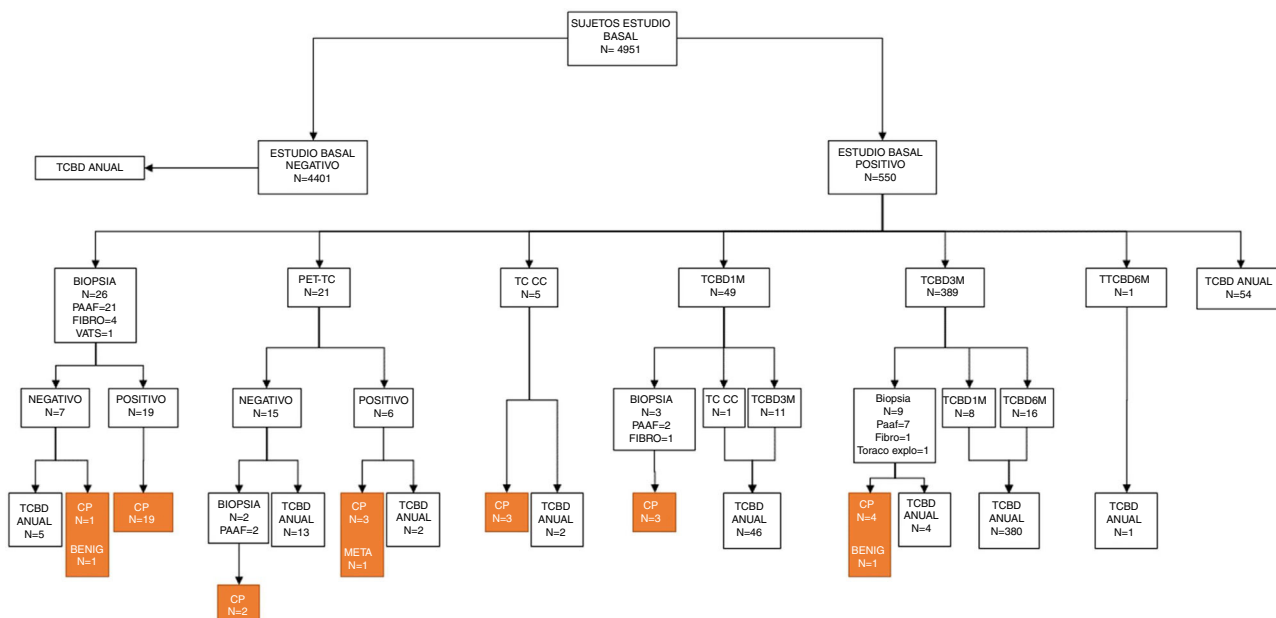 SUJETOS ESTUDIO
BASAL
N= 4951
TCBD ANUAL
ESTUDIO BASAL
NEGATIVO
N=4401
ESTUDIO BASAL
POSITIVO
N=550
BIOPSIA
N=26
PAAF=21
FIBRO=4
VATS=1
PET-TC
N=21
TC CC
N=5
TCBD1M
N=49
TCBD3M
N=389
TTCBD6M
N=1
TCBD ANUAL
N=54
NEGATIVO
N=7
POSITIVO
N=19
NEGATIVO
N=15
POSITIVO
N=6
BIOPSIA
N=3
PAAF=2
FIBRO=1
TC CC
N=1
TCBD3M
N=11
Biopsia
N=9
Paaf=7
Fibro=1
Toraco explo=1
TCBD1M
N=8
TCBD6M
N=16
TCBD
ANUAL
N=5
CP
N=1
BENIG
N=1
CP
N=19
BIOPSIA
N=2
PAAF=2
TCBD
ANUAL
N=13
CP
N=3
META
N=1
TCBD
ANUAL
N=2
CP
N=3
TCBD
ANUAL
N=2
CP
N=3
TCBD
ANUAL
N=46
CP
N=4
BENIG
N=1
TCBD
ANUAL
N=4
TCBD
ANUAL
N=380
TCBD
ANUAL
N=1
CP
N=2